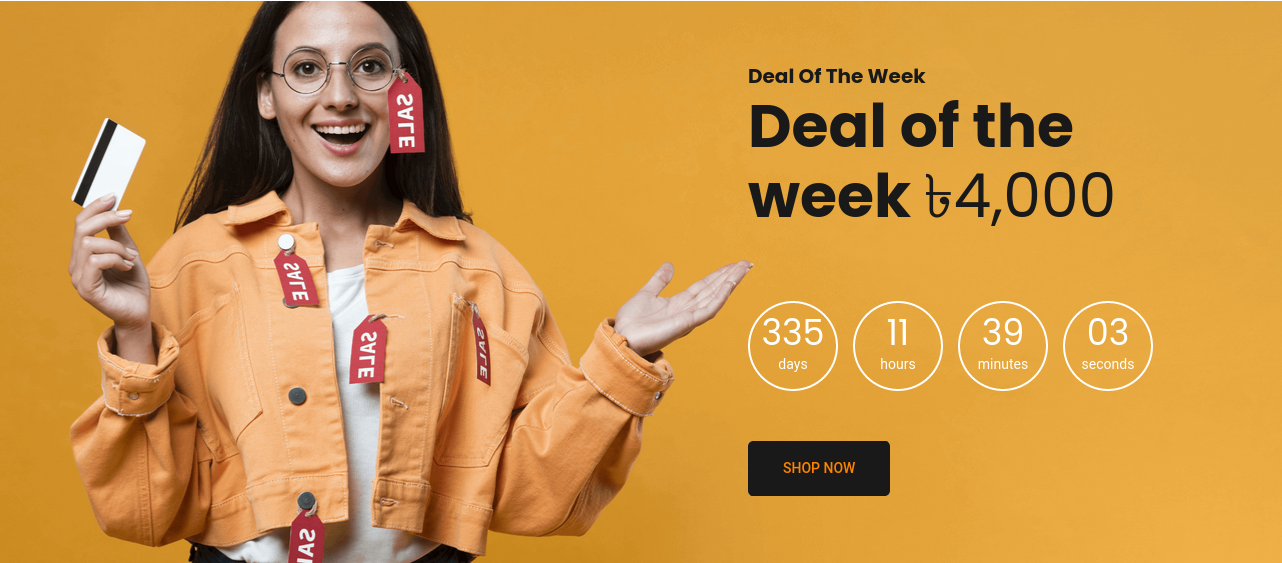 Deal Of The Week
Deal of the
week ৳4,000
335
days
11
hours
39
minutes
03
seconds
SHOP NOW
SALE
SALE
SALE
SALE
SA